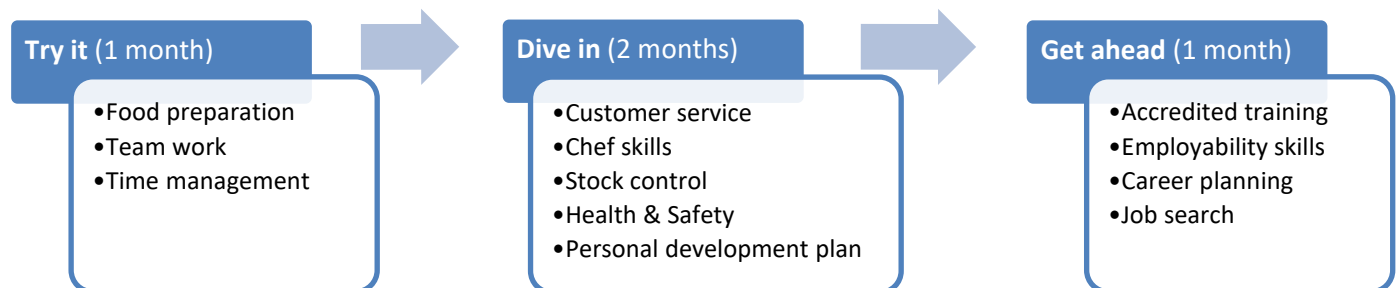 Try it (1 month)
•Food preparation
•Team work
•Time management
Dive in (2 months)
•Customer service
•Chef skills
•Stock control
•Health & Safety
•Personal development plan
Get ahead (1 month)
•Accredited training
•Employability skills
•Career planning
•Job search